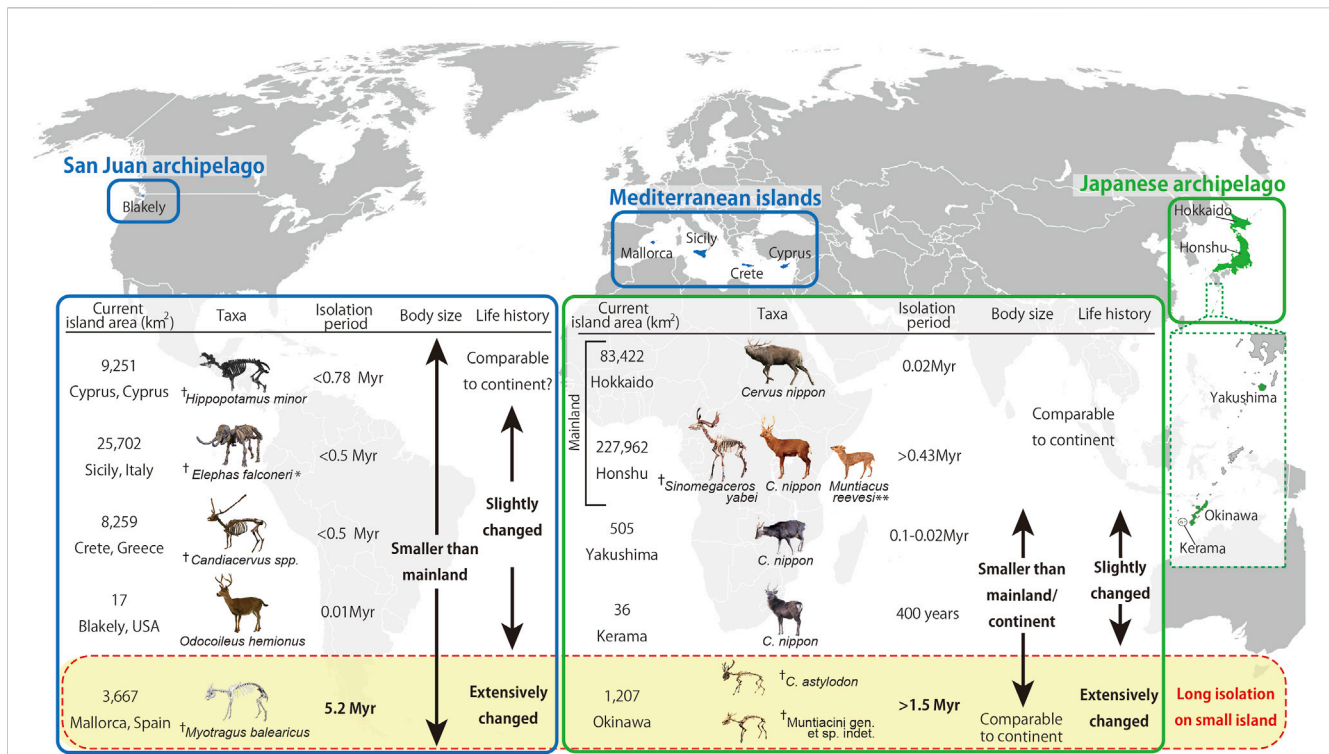 San Juan archipelago
Blakely
Mediterranean islands
Mallorca
Sicily
Crete
Cyprus
Japanese archipelago
Hokkaido
Honshu
Yakushima
Okinawa
Kerama
Current
island area (km²)
Taxa
Isolation
period
Body size
Life history
9,251
Cyprus, Cyprus
†Hippopotamus minor
<0.78 Myr
Comparable
to continent?
25,702
Sicily, Italy
†Elephas falconeri*
<0.5 Myr
Slightly
changed
8,259
Crete, Greece
†Candiacervus spp.
<0.5 Myr
Smaller than
mainland
17
Blakely, USA
Odocoileus hemionus
0.01Myr
3,667
Mallorca, Spain
†Myotragus balearicus
5.2 Myr
Extensively
changed
Current
island area (km²)
Taxa
Isolation
period
Body size
Life history
Mainland
83,422
Hokkaido
Cervus nippon
0.02Myr
Comparable
to continent
227,962
Honshu
†Sinomegaceros
yabei
C. nippon
Muntiacus
reevesi**
>0.43Myr
505
Yakushima
C. nippon
0.1-0.02Myr
Smaller than
mainland/
continent
Slightly
changed
36
Kerama
C. nippon
400 years
1,207
Okinawa
†C. astylodon
†Muntiacini gen.
et sp. indet.
>1.5 Myr
Comparable
to continent
Extensively
changed
Long isolation
on small island